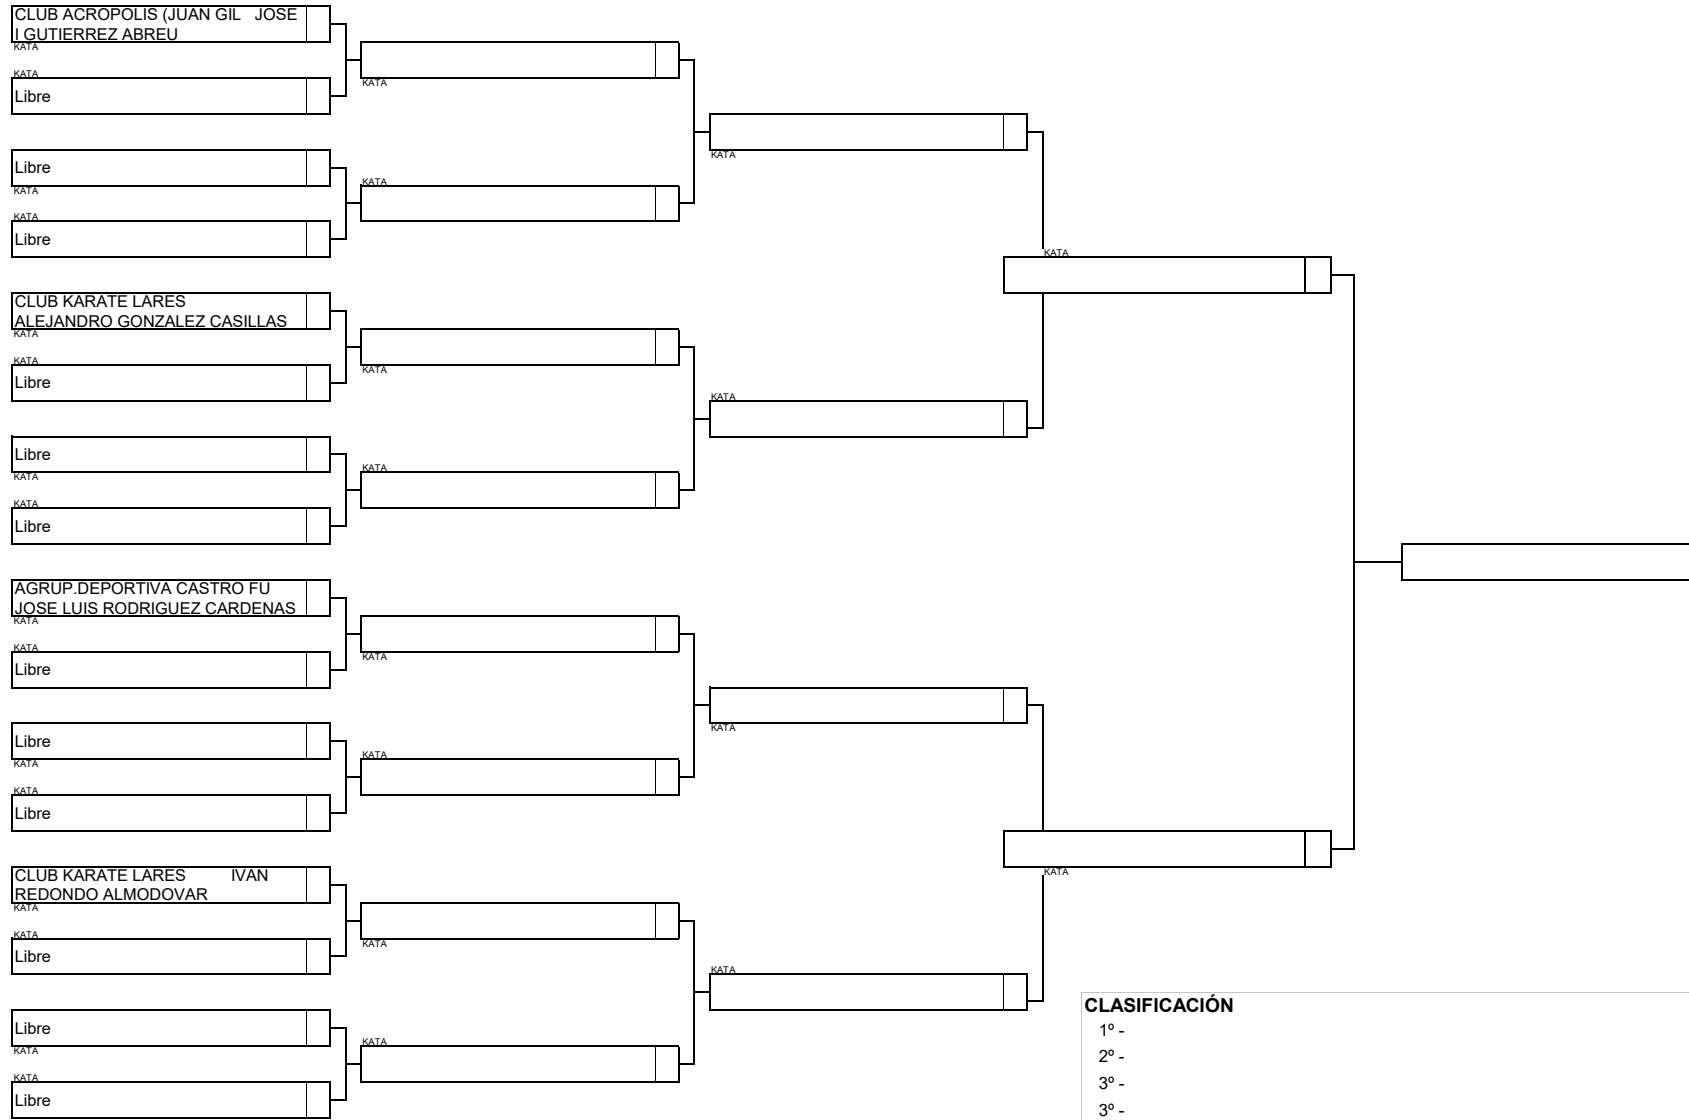 CLUB ACROPOLIS (JUAN GIL JOSE
I GUTIERREZ ABREU
KATA
KATA
Libre
Libre
KATA
KATA
Libre
CLUB KARATE LARES
ALEJANDRO GONZALEZ CASILLAS
KATA
KATA
Libre
Libre
KATA
KATA
Libre
AGRUP.DEPORTIVA CASTRO FU
JOSE LUIS RODRIGUEZ CARDENAS
KATA
KATA
Libre
Libre
KATA
KATA
Libre
CLUB KARATE LARES IVAN
REDONDO ALMODOVAR
KATA
KATA
Libre
Libre
KATA
KATA
Libre
KATA
KATA
KATA
KATA
KATA
KATA
KATA
KATA
KATA
KATA
KATA
KATA
KATA
KATA
CLASIFICACIÓN
1º -
2º -
3º -
3º -